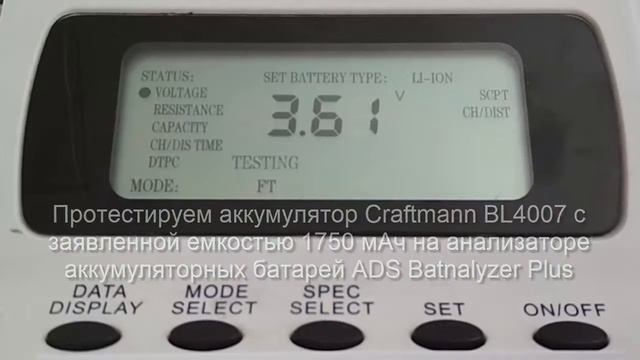 STATUS: SET BATTERY TYPE: LI-ION
VOLTAGE 3.61 V SCPT
RESISTANCE CH/DIST
CAPACITY
CH/DIS TIME
DTPC TESTING
MODE: FT
Протестируем аккумулятор Craftmann BL4007 с
заявленной емкостью 1750 мАч на анализаторе
аккумуляторных батарей ADS Batnalyzer Plus
DATA DISPLAY
MODE SELECT
SPEC SELECT
SET
ON/OFF